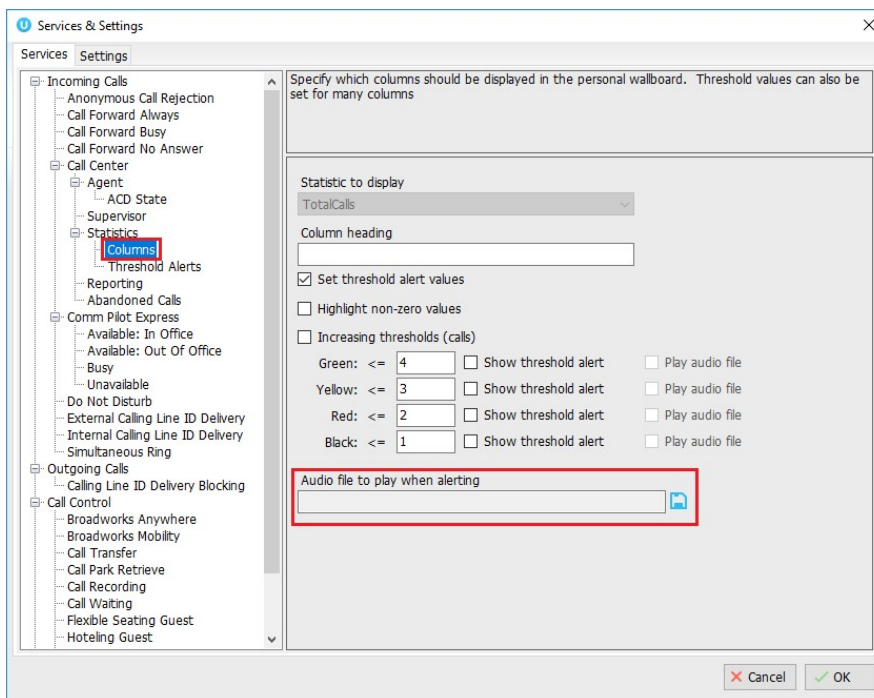 Services & Settings
Services Settings
Incoming Calls
Anonymous Call Rejection
Call Forward Always
Call Forward Busy
Call Forward No Answer
Call Center
Agent
ACD State
Supervisor
Statistics
Columns
Threshold Alerts
Reporting
Abandoned Calls
Comm Pilot Express
Available: In Office
Available: Out Of Office
Busy
Unavailable
Do Not Disturb
External Calling Line ID Delivery
Internal Calling Line ID Delivery
Simultaneous Ring
Outgoing Calls
Calling Line ID Delivery Blocking
Call Control
Broadworks Anywhere
Broadworks Mobility
Call Transfer
Call Park Retrieve
Call Recording
Call Waiting
Flexible Seating Guest
Hoteling Guest
Specify which columns should be displayed in the personal wallboard. Threshold values can also be
set for many columns
Statistic to display
TotalCalls
Column heading
Set threshold alert values
Highlight non-zero values
Increasing thresholds (calls)
Green: <= 4 Show threshold alert Play audio file
Yellow: <= 3 Show threshold alert Play audio file
Red: <= 2 Show threshold alert Play audio file
Black: <= 1 Show threshold alert Play audio file
Audio file to play when alerting
Cancel OK